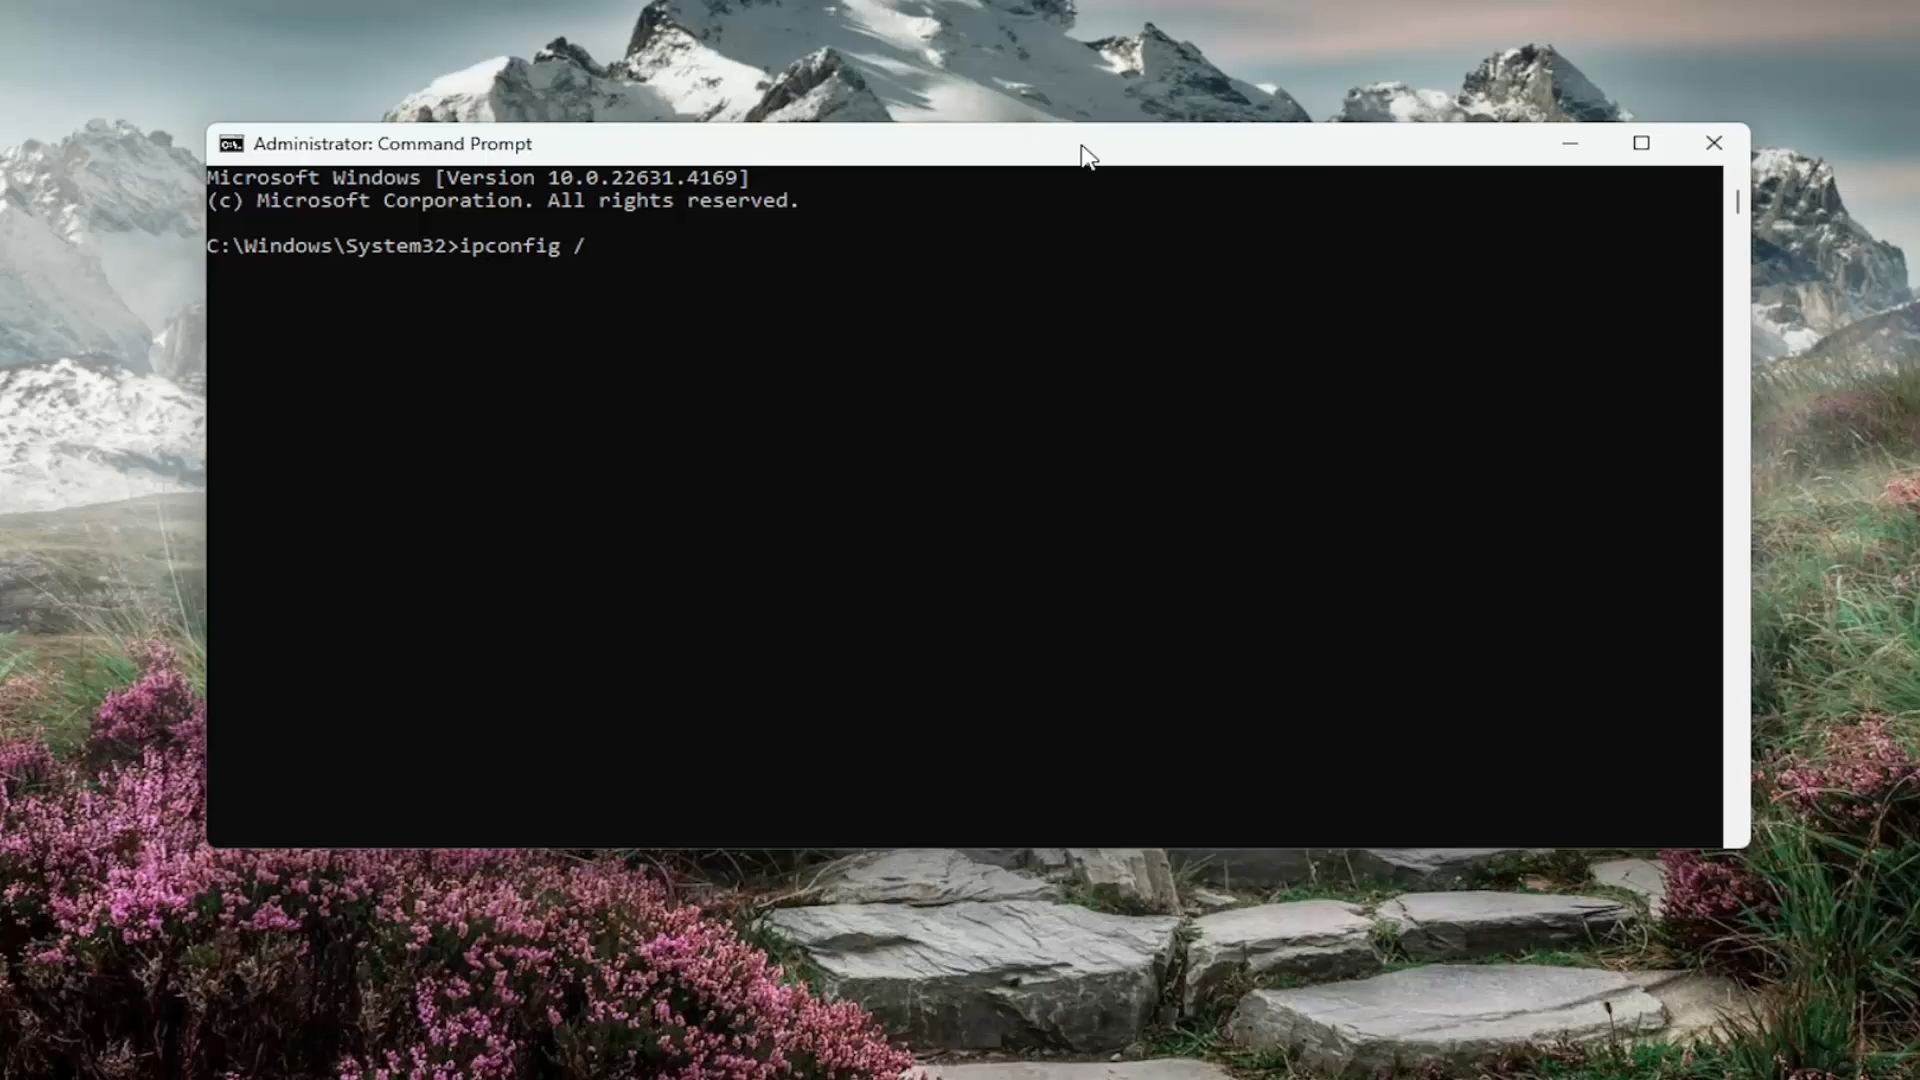 Administrator: Command Prompt
Microsoft Windows [Version 10.0.22631.4169]
(c) Microsoft Corporation. All rights reserved.
C:\Windows\System32>ipconfig /